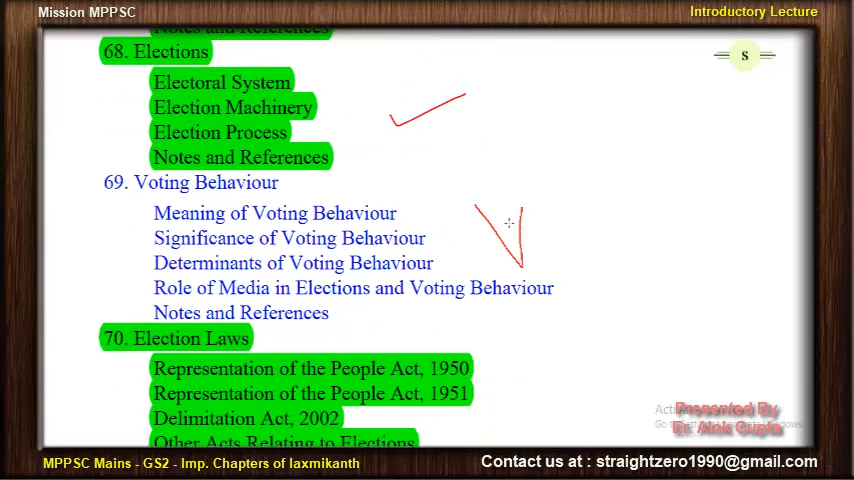 Mission MPPSC
Introductory Lecture
Notes and References
68. Elections
S
Electoral System
Election Machinery
Election Process
Notes and References
69. Voting Behaviour
Meaning of Voting Behaviour
Significance of Voting Behaviour
Determinants of Voting Behaviour
Role of Media in Elections and Voting Behaviour
Notes and References
70. Election Laws
Representation of the People Act, 1950
Representation of the People Act, 1951
Delimitation Act, 2002
Other Acts Relating to Elections
Presented By
Er. Alok Gupta
MPPSC Mains - GS2 - Imp. Chapters of laxmikanth
Contact us at : straightzero1990@gmail.com